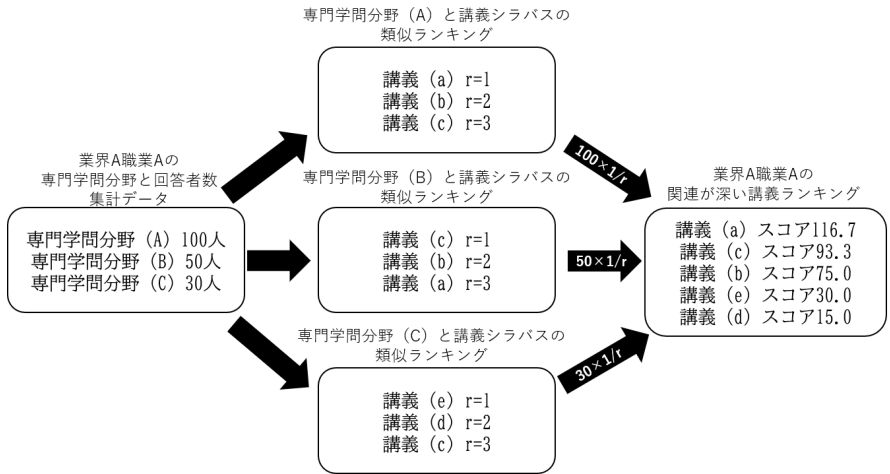 専門学問分野（A）と講義シラバスの
類似ランキング
講義（a）r=1
講義（b）r=2
講義（c）r=3
100×1/r
業界A職業Aの
専門学問分野と回答者数
集計データ
専門学問分野（A）100人
専門学問分野（B）50人
専門学問分野（C）30人
専門学問分野（B）と講義シラバスの
類似ランキング
講義（c）r=1
講義（b）r=2
講義（a）r=3
50×1/r
専門学問分野（C）と講義シラバスの
類似ランキング
講義（e）r=1
講義（d）r=2
講義（c）r=3
30×1/r
業界A職業Aの
関連が深い講義ランキング
講義（a）スコア116.7
講義（c）スコア93.3
講義（b）スコア75.0
講義（e）スコア30.0
講義（d）スコア15.0